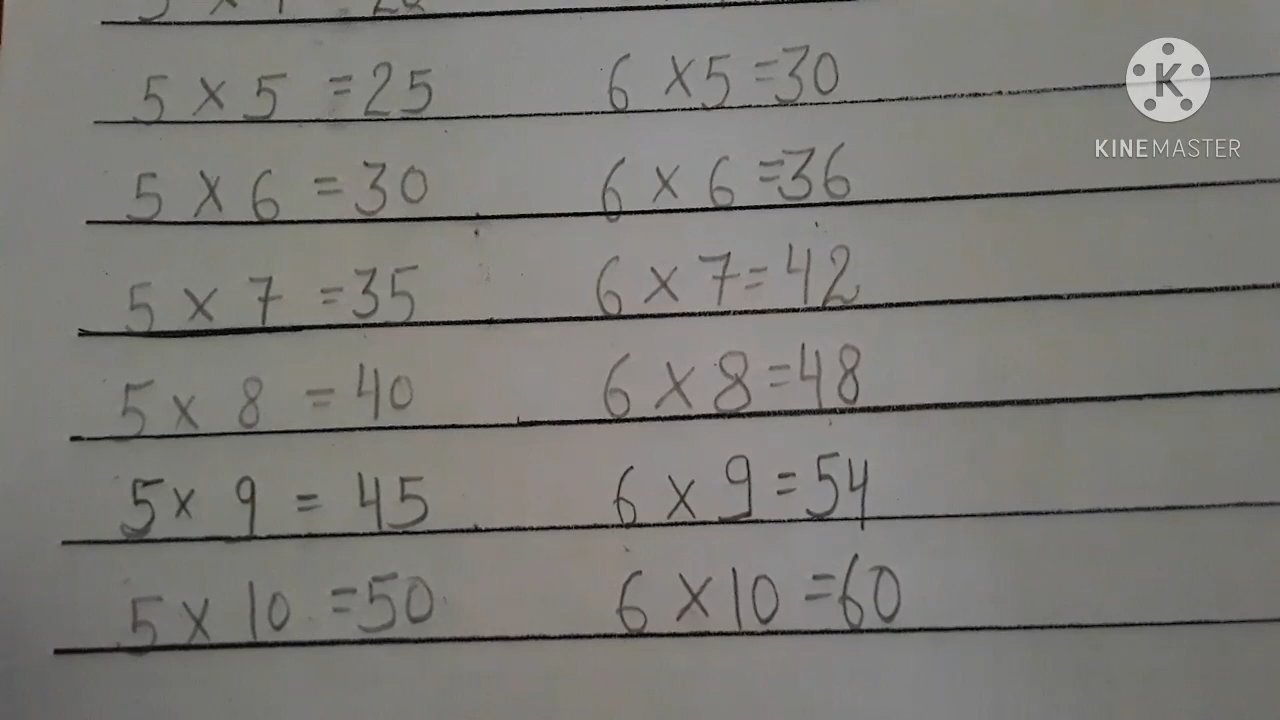 5 × 5 = 25 6 × 5 = 30
KINEMASTER
5 × 6 = 30 6 × 6 = 36
5 × 7 = 35 6 × 7 = 42
5 × 8 = 40 6 × 8 = 48
5 × 9 = 45 6 × 9 = 54
5 × 10 = 50 6 × 10 = 60